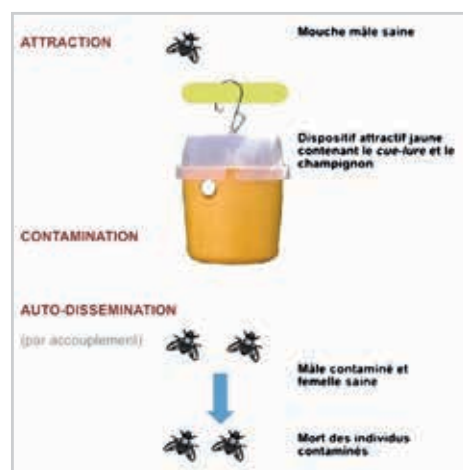 ATTRACTION
Mouche mâle saine
Dispositif attractif jaune
contenant le cue-lure et le
champignon
CONTAMINATION
AUTO-DISSEMINATION
(par accouplement)
Mâle contaminé et
femelle saine
Mort des individus
contaminés